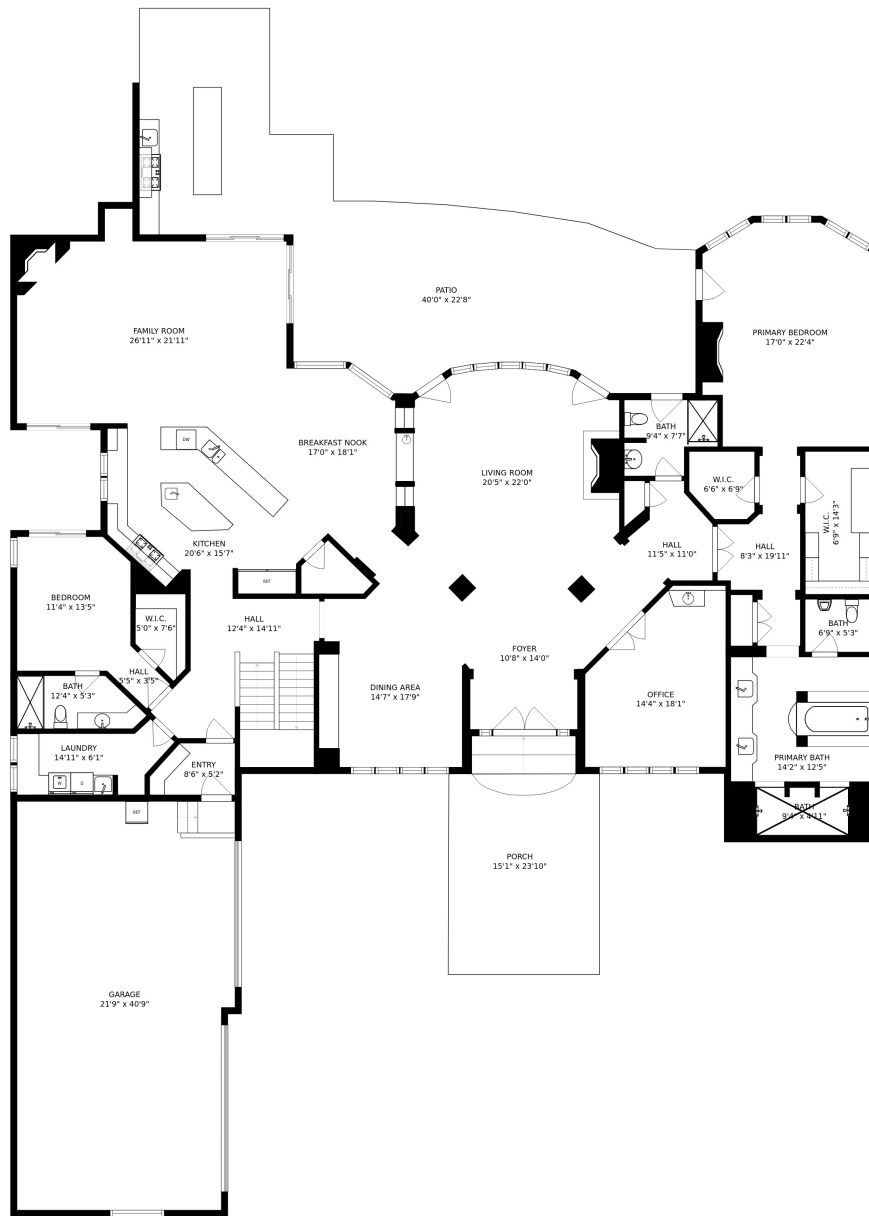 PATIO
40'0" x 22'8"
FAMILY ROOM
26'11" x 21'11"
PRIMARY BEDROOM
17'0" x 22'4"
DW
BREAKFAST NOOK
17'0" x 18'1"
BATH
9'4" x 7'7"
LIVING ROOM
20'5" x 22'0"
W.I.C.
6'6" x 6'9"
W.I.C.
6'9" x 14'3"
KITCHEN
20'6" x 15'7"
HALL
11'5" x 11'0"
HALL
8'3" x 19'11"
REF
BEDROOM
11'4" x 13'5"
W.I.C.
5'0" x 7'6"
HALL
12'4" x 14'11"
BATH
6'9" x 5'3"
FOYER
10'8" x 14'0"
HALL
5'5" x 3'5"
BATH
12'4" x 5'3"
DINING AREA
14'7" x 17'9"
OFFICE
14'4" x 18'1"
LAUNDRY
14'11" x 6'1"
ENTRY
8'6" x 5'2"
PRIMARY BATH
14'2" x 12'5"
W
D
REF
BATH
9'4" x 4'11"
PORCH
15'1" x 23'10"
GARAGE
21'9" x 40'9"